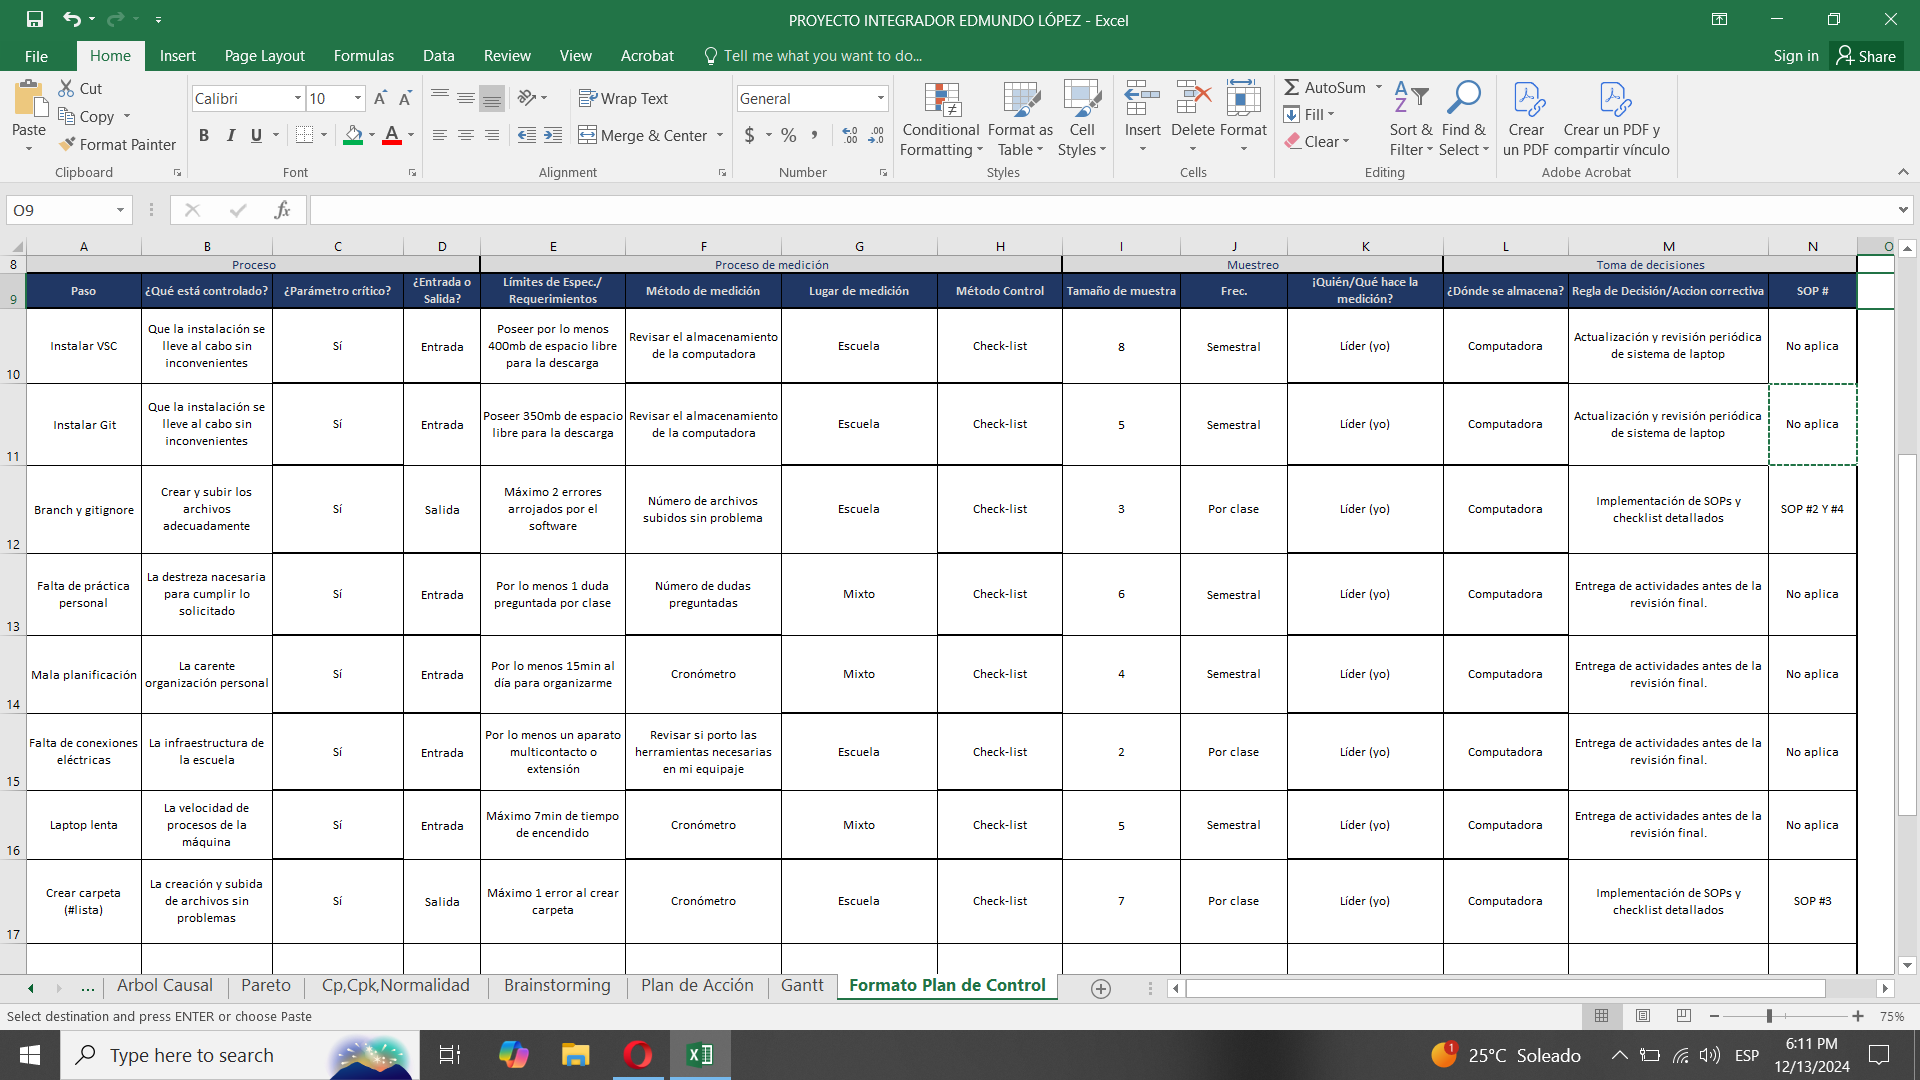 PROYECTO INTEGRADOR EDMUNDO LÓPEZ - Excel
File Home Insert Page Layout Formulas Data Review View Acrobat Tell me what you want to do... Sign in Share
Paste Cut Copy Format Painter Clipboard
Calibri 10 B I U A Font
Wrap Text Merge & Center Alignment
General $ % , Number
Conditional Formatting Format as Table Cell Styles Styles
Insert Delete Format Cells
AutoSum Fill Clear Sort & Filter Find & Select Editing
Crear un PDF Crear un PDF y compartir vínculo Adobe Acrobat
O9 fx
A B C D E F G H I J K L M N O
8 Proceso Proceso de medición Muestreo Toma de decisiones
9 Paso ¿Qué está controlado? ¿Parámetro crítico? ¿Entrada o Salida? Límites de Espec./ Requerimientos Método de medición Lugar de medición Método Control Tamaño de muestra Frec. ¡Quién/Qué hace la medición? ¿Dónde se almacena? Regla de Decisión/Accion correctiva SOP #
10 Instalar VSC Que la instalación se lleve al cabo sin inconvenientes Sí Entrada Poseer por lo menos 400mb de espacio libre para la descarga Revisar el almacenamiento de la computadora Escuela Check-list 8 Semestral Líder (yo) Computadora Actualización y revisión periódica de sistema de laptop No aplica
11 Instalar Git Que la instalación se lleve al cabo sin inconvenientes Sí Entrada Poseer 350mb de espacio libre para la descarga Revisar el almacenamiento de la computadora Escuela Check-list 5 Semestral Líder (yo) Computadora Actualización y revisión periódica de sistema de laptop No aplica
12 Branch y gitignore Crear y subir los archivos adecuadamente Sí Salida Máximo 2 errores arrojados por el software Número de archivos subidos sin problema Escuela Check-list 3 Por clase Líder (yo) Computadora Implementación de SOPs y checklist detallados SOP #2 Y #4
13 Falta de práctica personal La destreza nacesaria para cumplir lo solicitado Sí Entrada Por lo menos 1 duda preguntada por clase Número de dudas preguntadas Mixto Check-list 6 Semestral Líder (yo) Computadora Entrega de actividades antes de la revisión final. No aplica
14 Mala planificación La carente organización personal Sí Entrada Por lo menos 15min al día para organizarme Cronómetro Mixto Check-list 4 Semestral Líder (yo) Computadora Entrega de actividades antes de la revisión final. No aplica
15 Falta de conexiones eléctricas La infraestructura de la escuela Sí Entrada Por lo menos un aparato multicontacto o extensión Revisar si porto las herramientas necesarias en mi equipaje Escuela Check-list 2 Por clase Líder (yo) Computadora Entrega de actividades antes de la revisión final. No aplica
16 Laptop lenta La velocidad de procesos de la máquina Sí Entrada Máximo 7min de tiempo de encendido Cronómetro Mixto Check-list 5 Semestral Líder (yo) Computadora Entrega de actividades antes de la revisión final. No aplica
17 Crear carpeta (#lista) La creación y subida de archivos sin problemas Sí Salida Máximo 1 error al crear carpeta Cronómetro Escuela Check-list 7 Por clase Líder (yo) Computadora Implementación de SOPs y checklist detallados SOP #3
... Arbol Causal Pareto Cp,Cpk,Normalidad Brainstorming Plan de Acción Gantt Formato Plan de Control
Select destination and press ENTER or choose Paste 75%
Type here to search 1 25°C Soleado ESP 6:11 PM
12/13/2024